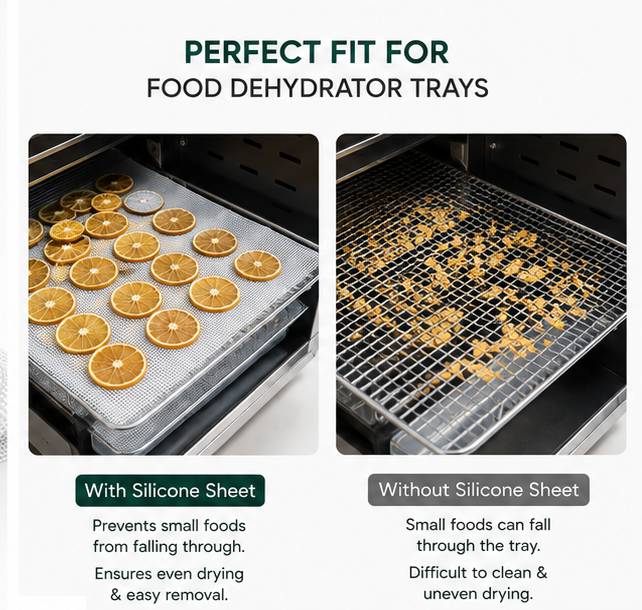 PERFECT FIT FOR
FOOD DEHYDRATOR TRAYS
With Silicone Sheet
Prevents small foods
from falling through.
Ensures even drying
& easy removal.
Without Silicone Sheet
Small foods can fall
through the tray.
Difficult to clean &
uneven drying.